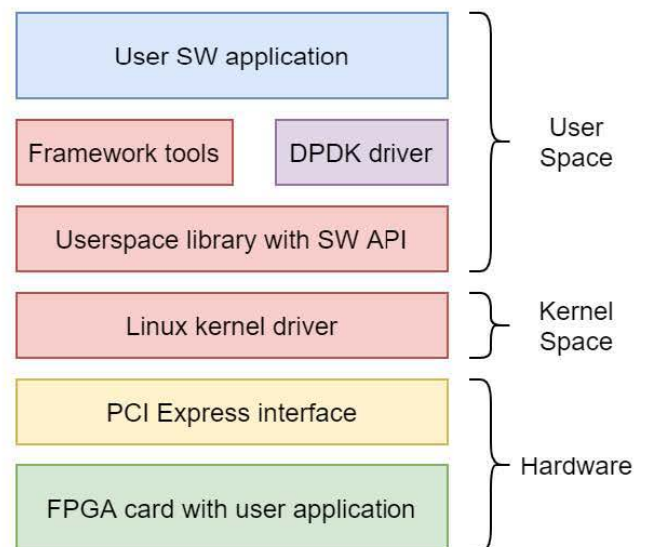 User SW application
Framework tools
DPDK driver
User
Space
Userspace library with SW API
Linux kernel driver
Kernel
Space
PCI Express interface
Hardware
FPGA card with user application